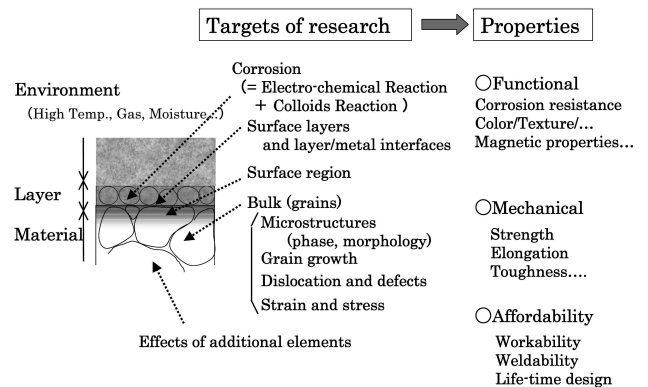 Targets of research
Properties
Environment
(High Temp., Gas, Moisture...)
Layer
Material
Corrosion
(= Electro-chemical Reaction
+ Colloids Reaction )
Surface layers
and layer/metal interfaces
Surface region
Bulk (grains)
Microstructures
(phase, morphology)
Grain growth
Dislocation and defects
Strain and stress
Effects of additional elements
○Functional
Corrosion resistance
Color/Texture/...
Magnetic properties...
○Mechanical
Strength
Elongation
Toughness....
○Affordability
Workability
Weldability
Life-time design